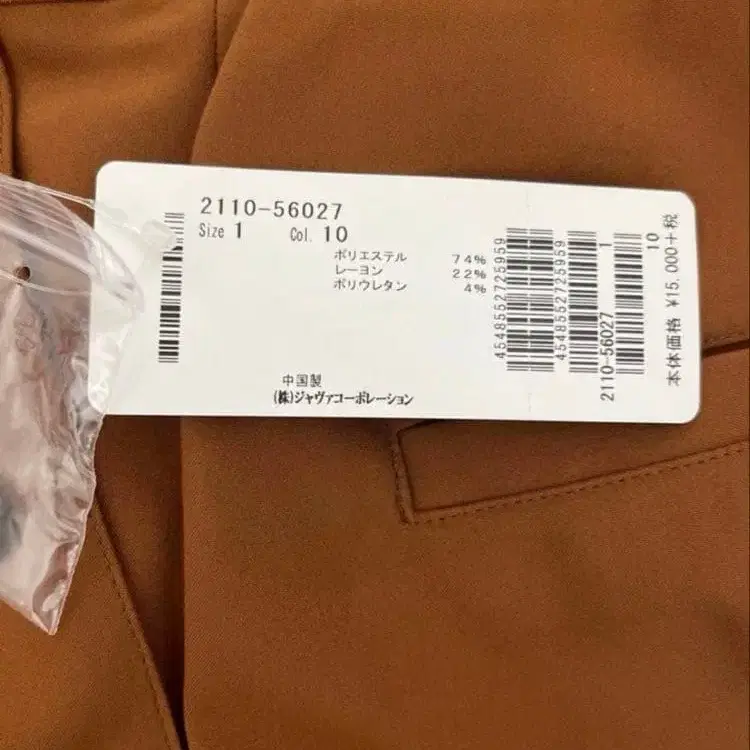 2110-56027
Size 1 Col. 10
ポリエステル 74%
レーヨン 22%
ポリウレタン 4%
中国製
(株)ジャヴァコーポレーション
4548552725959
4548552725959
2110-56027 1
10
本体価格 ¥15,000+税